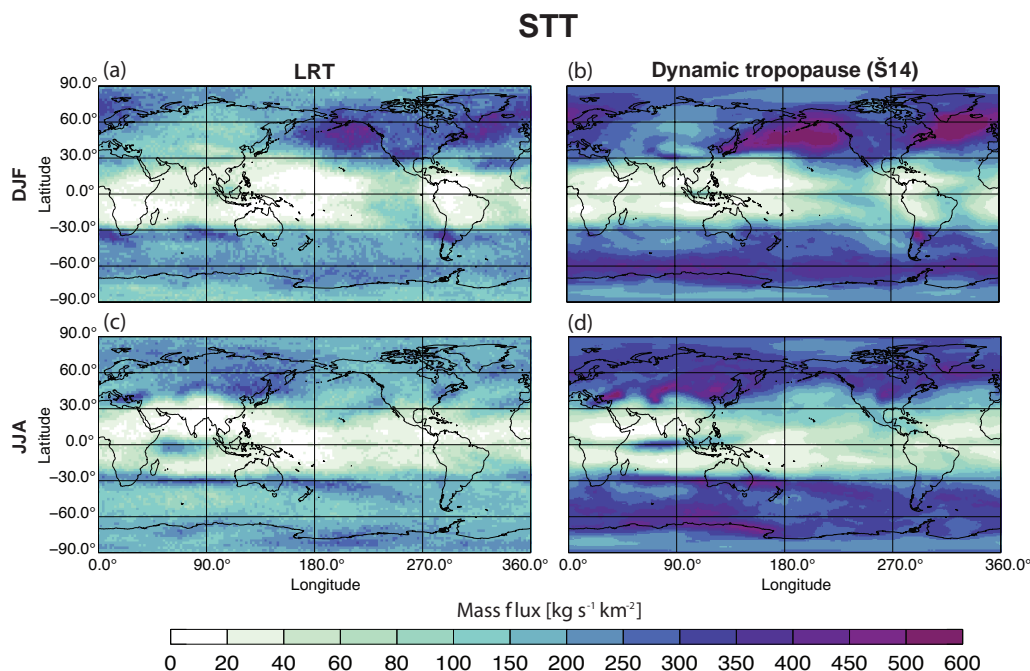 STT
(a) LRT
(b) Dynamic tropopause (Š14)
90.0°
60.0°
30.0°
0.0°
−30.0°
−60.0°
−90.0°
DJF
Latitude
(c)
(d)
90.0°
60.0°
30.0°
0.0°
−30.0°
−60.0°
−90.0°
JJA
Latitude
0.0° 90.0° 180.0° 270.0° 360.0°
0.0° 90.0° 180.0° 270.0° 360.0°
Longitude
Longitude
Mass flux [kg s⁻¹ km⁻²]
0 20 40 60 80 100 150 200 250 300 350 400 450 500 600